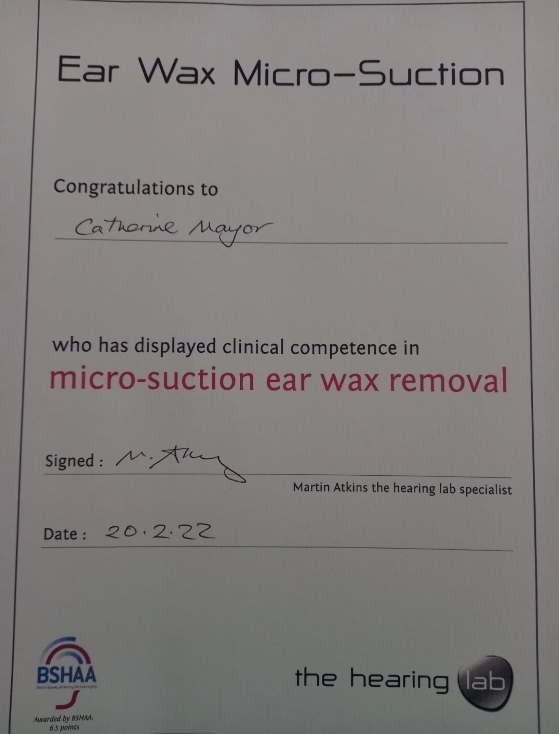 Ear Wax Micro-Suction
Congratulations to
Catherine Mayor
who has displayed clinical competence in
micro-suction ear wax removal
Signed : M. Atkins
Martin Atkins the hearing lab specialist
Date : 20.2.22
BSHAA
Awarded by BSHAA:
6.5 points
the hearing lab